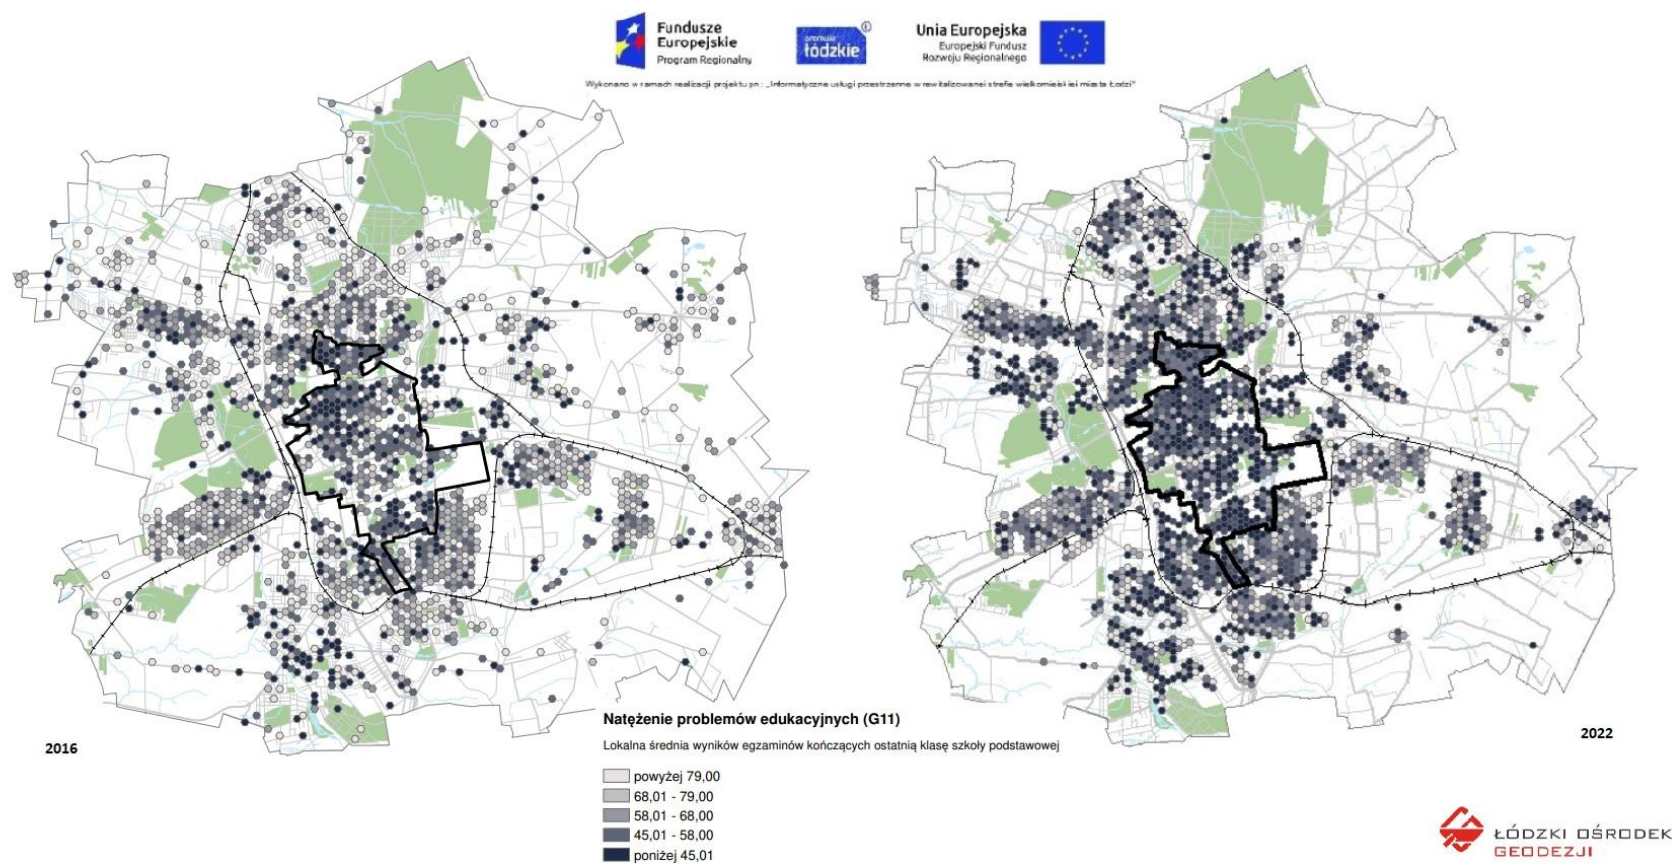 Fundusze
Europejskie
Program Regionalny
promuje
łódzkie
Unia Europejska
Europejski Fundusz
Rozwoju Regionalnego
Wykonano w ramach realizacji projektu pn.: „Informatyczne usługi przestrzenne w rewitalizowanej strefie wielkomiejskiej miasta Łodzi"
2016
2022
Natężenie problemów edukacyjnych (G11)
Lokalna średnia wyników egzaminów kończących ostatnią klasę szkoły podstawowej
powyżej 79,00
68,01 - 79,00
58,01 - 68,00
45,01 - 58,00
poniżej 45,01
ŁÓDZKI OŚRODEK
GEODEZJI